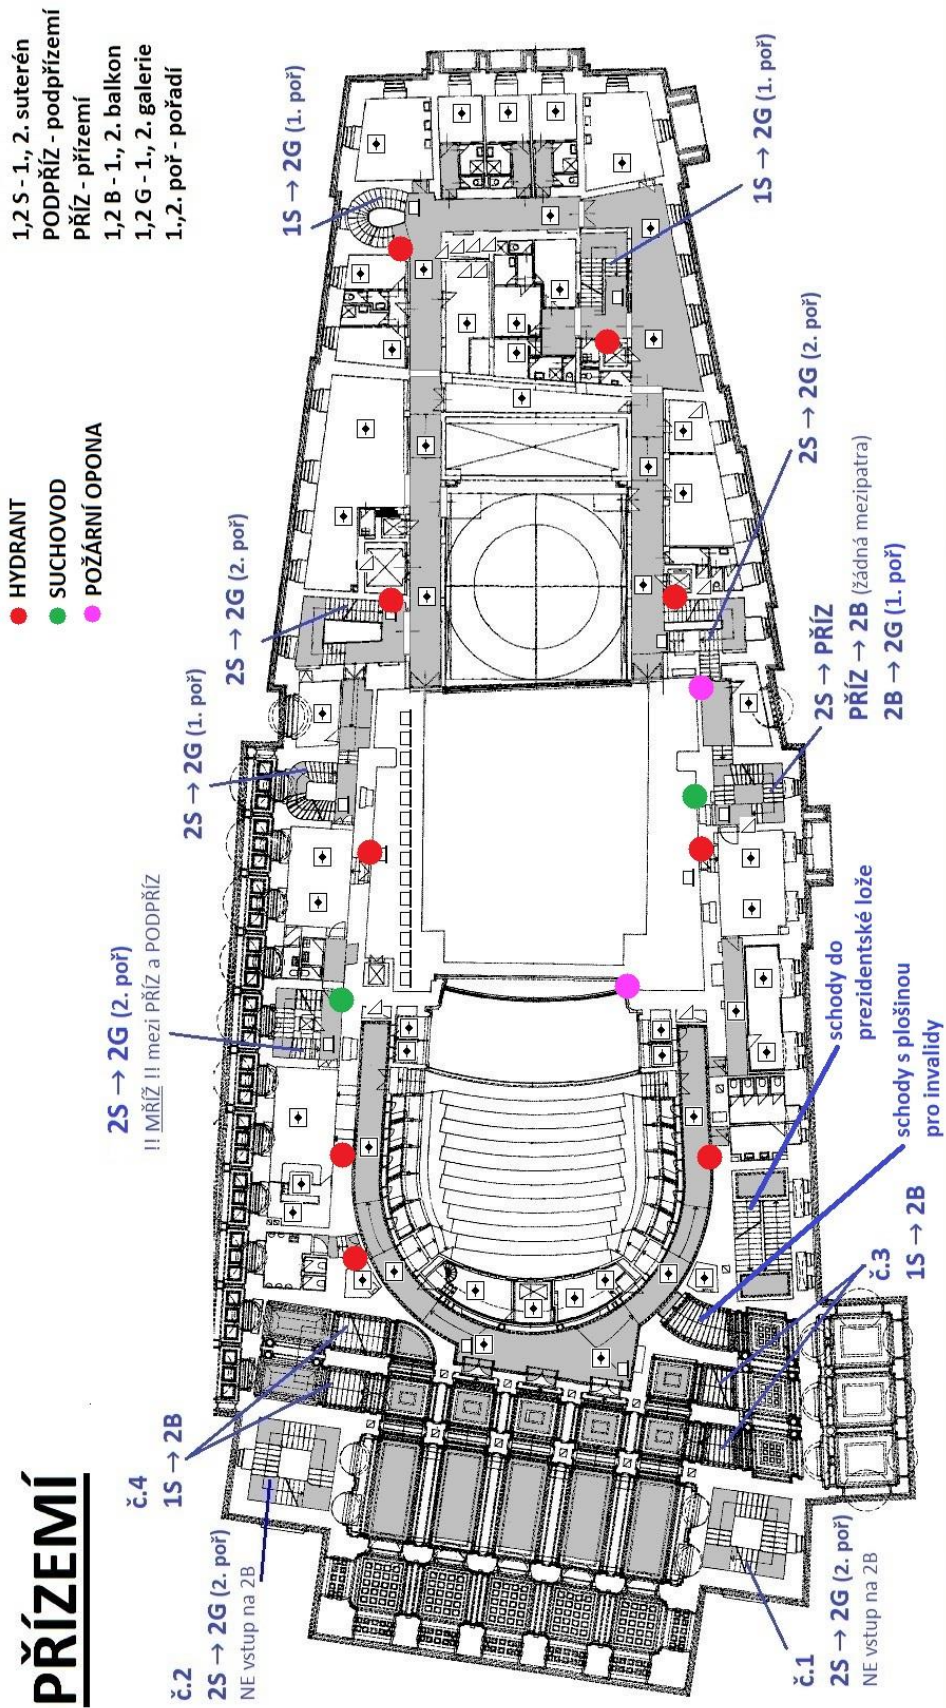 PŘÍZEMÍ
HYDRANT
SUCHOVOD
POŽÁRNÍ OPONA
1,2 S - 1., 2. suterén
PODPŘÍZ - podpřízemí
PŘÍZ - přízemí
1,2 B - 1., 2. balkon
1,2 G - 1., 2. galerie
1.,2. poř - pořadí
č.2
2S → 2G (2. poř)
NE vstup na 2B
č.4
1S → 2B
2S → 2G (2. poř)
!! MŘÍŽ !! mezi PŘÍZ a PODPŘÍZ
2S → 2G (1. poř)
2S → 2G (2. poř)
1S → 2G (1. poř)
č.1
2S → 2G (2. poř)
NE vstup na 2B
č.3
1S → 2B
schody s plošinou
pro invalidy
schody do
prezidentské lože
2S → PŘÍZ
PŘÍZ → 2B (žádná mezipatra)
2B → 2G (1. poř)
2S → 2G (2. poř)
1S → 2G (1. poř)